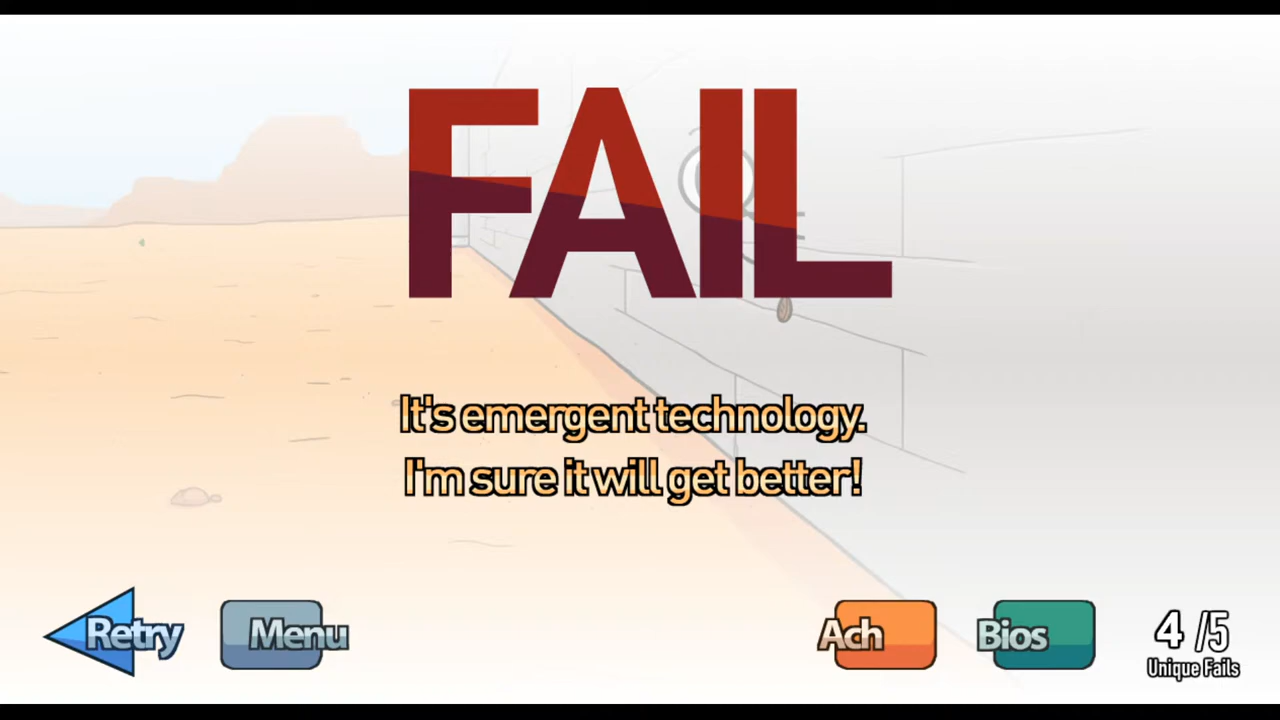 FAIL
It's emergent technology.
I'm sure it will get better!
Retry
Menu
Ach
Bios
4/5
Unique Fails